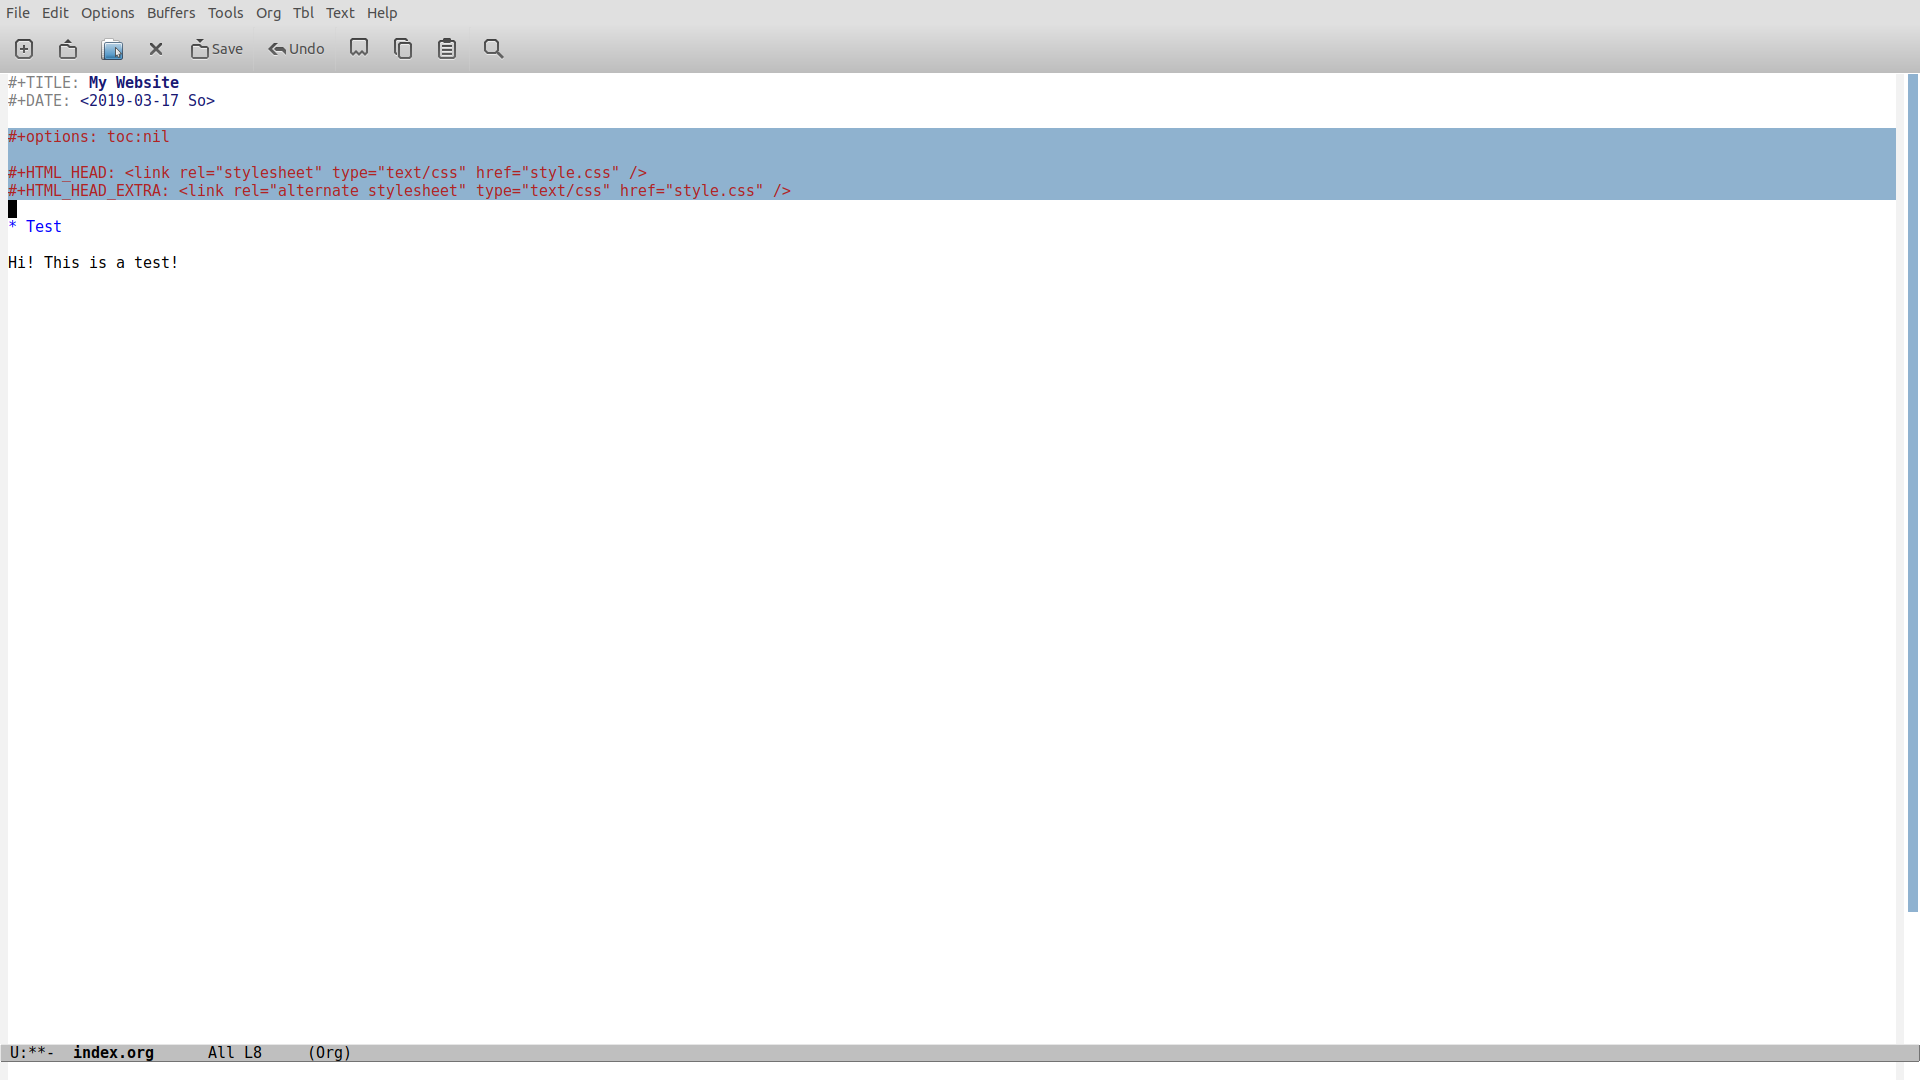 File Edit Options Buffers Tools Org Tbl Text Help
Save Undo
#+TITLE: My Website
#+DATE: <2019-03-17 So>
#+options: toc:nil
#+HTML_HEAD: <link rel="stylesheet" type="text/css" href="style.css" />
#+HTML_HEAD_EXTRA: <link rel="alternate stylesheet" type="text/css" href="style.css" />
* Test
Hi! This is a test!
U:**-  index.org      All L8     (Org)